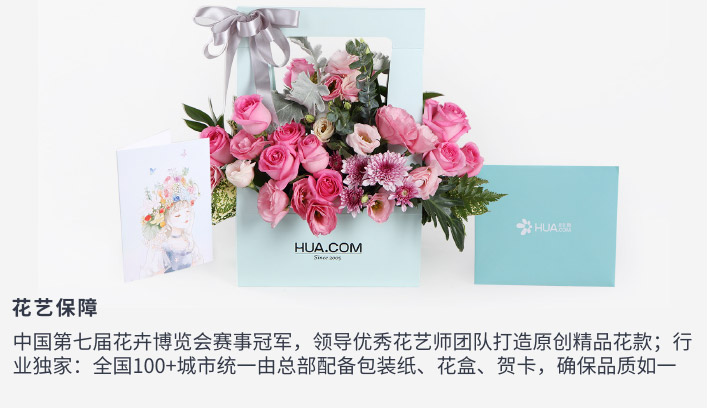 HUA.COM
Since 2005
HUA
.COM
花艺保障
中国第七届花卉博览会赛事冠军，领导优秀花艺师团队打造原创精品花款；行
业独家：全国100+城市统一由总部配备包装纸、花盒、贺卡，确保品质如一